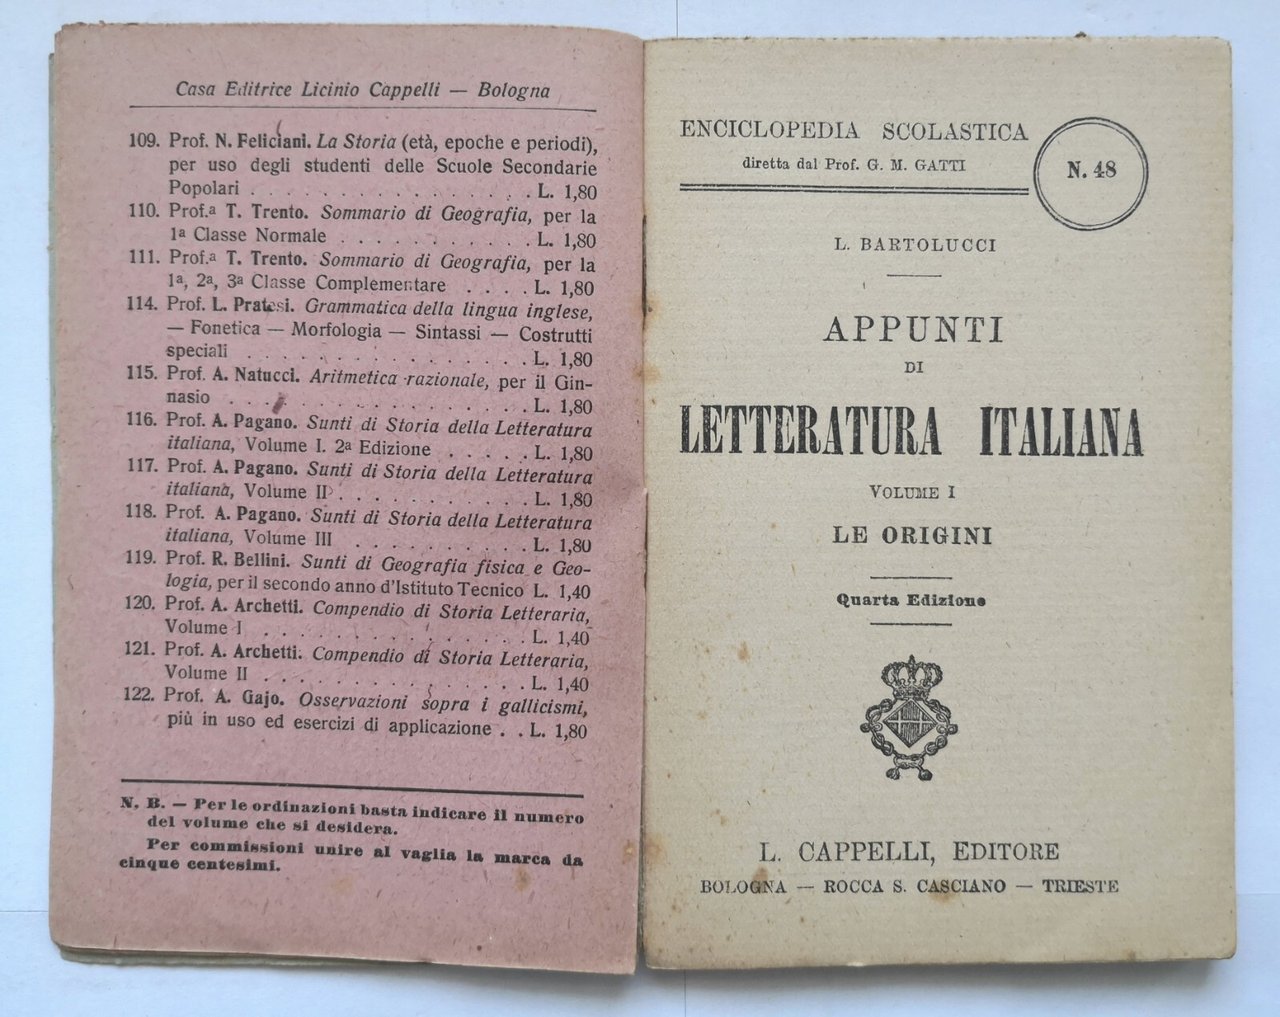 Casa Editrice Licinio Cappelli — Bologna
109. Prof. N. Feliciani. La Storia (età, epoche e periodi),
per uso degli studenti delle Scuole Secondarie
Popolari . . . . . . . . . . . . . L. 1,80
110. Prof.ª T. Trento. Sommario di Geografia, per la
1ª Classe Normale . . . . . . . . . . L. 1,80
111. Prof.ª T. Trento. Sommario di Geografia, per la
1ª, 2ª, 3ª Classe Complementare . . . . L. 1,80
114. Prof. L. Pratesi. Grammatica della lingua inglese,
— Fonetica — Morfologia — Sintassi — Costrutti
speciali . . . . . . . . . . . . . . L. 1,80
115. Prof. A. Natucci. Aritmetica razionale, per il Gin-
nasio . . . . . . . . . . . . . . . L. 1,80
116. Prof. A. Pagano. Sunti di Storia della Letteratura
italiana, Volume I. 2ª Edizione . . . . . L. 1,80
117. Prof. A. Pagano. Sunti di Storia della Letteratura
italiana, Volume II . . . . . . . . . . L. 1,80
118. Prof. A. Pagano. Sunti di Storia della Letteratura
italiana, Volume III . . . . . . . . . L. 1,80
119. Prof. R. Bellini. Sunti di Geografia fisica e Geo-
logia, per il secondo anno d'Istituto Tecnico L. 1,40
120. Prof. A. Archetti. Compendio di Storia Letteraria,
Volume I . . . . . . . . . . . . . . L. 1,40
121. Prof. A. Archetti. Compendio di Storia Letteraria,
Volume II . . . . . . . . . . . . . L. 1,40
122. Prof. A. Gajo. Osservazioni sopra i gallicismi,
più in uso ed esercizi di applicazione . . L. 1,80
N. B. — Per le ordinazioni basta indicare il numero
del volume che si desidera.
Per commissioni unire al vaglia la marca da
cinque centesimi.
ENCICLOPEDIA SCOLASTICA
diretta dal Prof. G. M. GATTI
N. 48
L. BARTOLUCCI
APPUNTI
DI
LETTERATURA ITALIANA
VOLUME I
LE ORIGINI
Quarta Edizione
L. CAPPELLI, EDITORE
BOLOGNA — ROCCA S. CASCIANO — TRIESTE